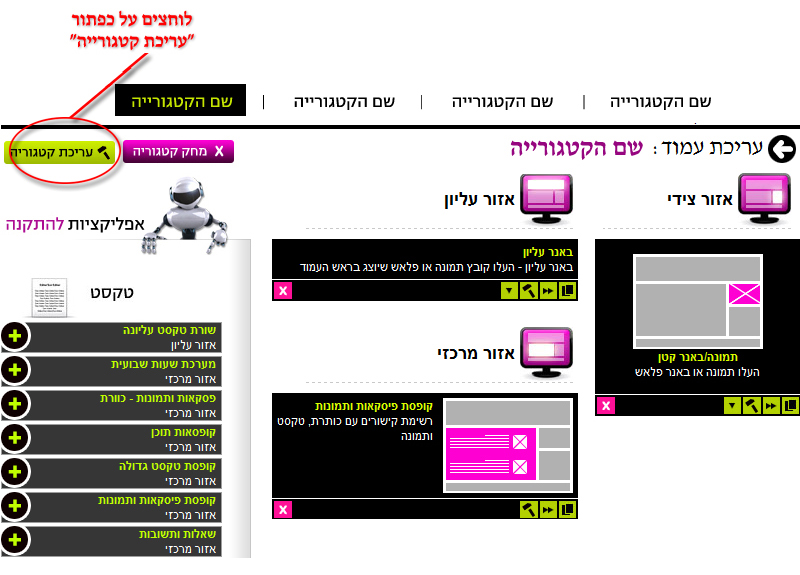 לוחצים על כפתור
"עריכת קטגורייה"
שם הקטגורייה | שם הקטגורייה | שם הקטגורייה | שם הקטגורייה
עריכת עמוד: שם הקטגורייה
X מחק קטגוריה
עריכת קטגוריה
אזור צידי
תמונה/באנר קטן
העלו תמונה או באנר פלאש
X
אזור עליון
באנר עליון
באנר עליון - העלו קובץ תמונה או פלאש שיוצג בראש העמוד
X
אזור מרכזי
קופסת פיסקאות ותמונות
רשימת קישורים עם כותרת, טקסט
ותמונה
X
אפליקציות להתקנה
טקסט
שורת טקסט עליונה
אזור עליון
מערכת שעות שבועית
אזור מרכזי
פסקאות ותמונות - כוורת
אזור מרכזי
קופסאות תוכן
אזור מרכזי
קופסת טקסט גדולה
אזור מרכזי
קופסת פיסקאות ותמונות
אזור מרכזי
שאלות ותשובות
אזור מרכזי